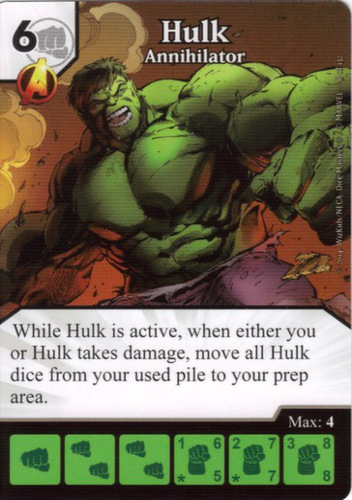 6
Hulk
Annihilator
While Hulk is active, when either you
or Hulk takes damage, move all Hulk
dice from your used pile to your prep
area.
Max: 4
1 6
* 5
2 7
* 7
3 8
8